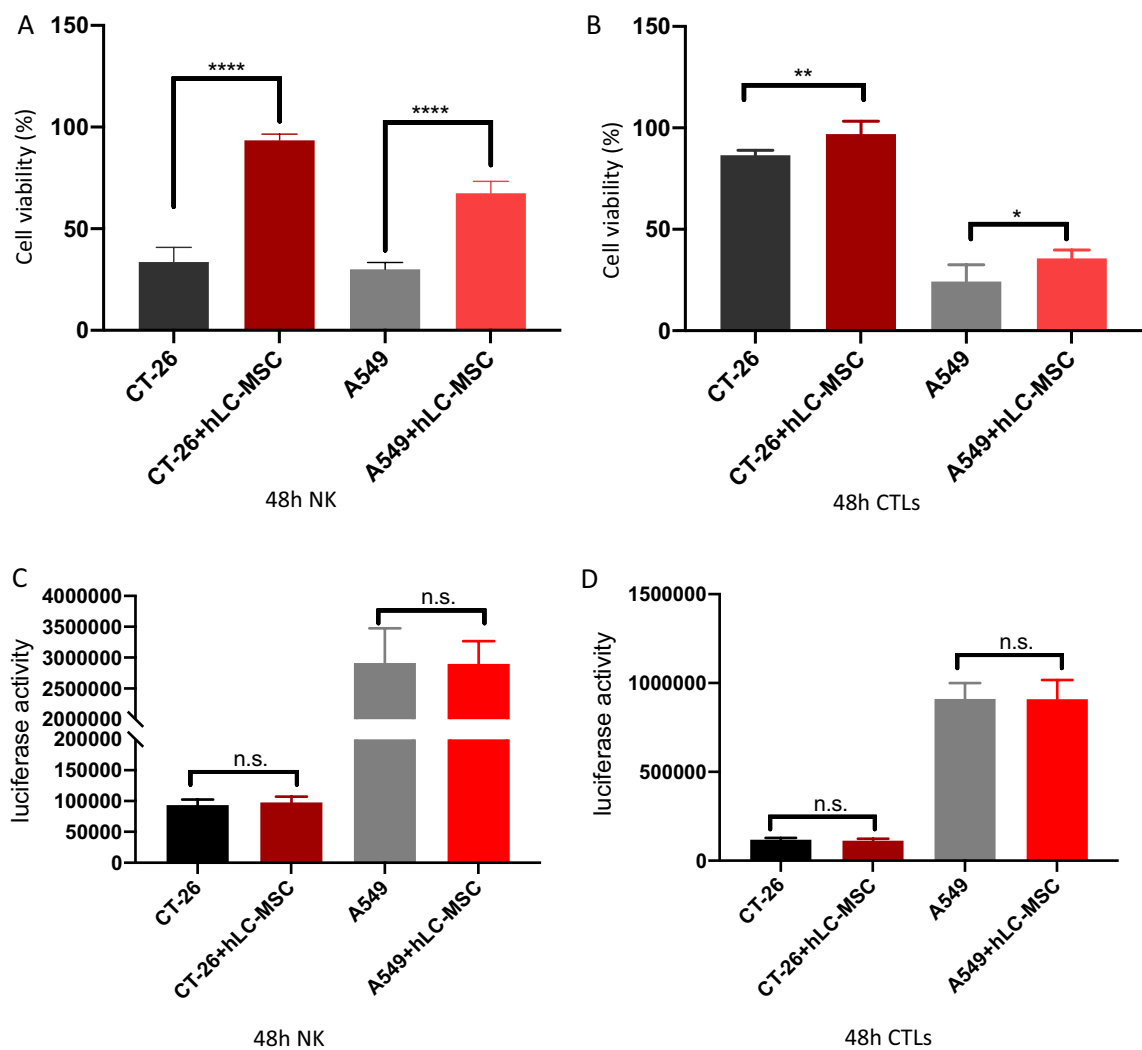 A
Cell viability (%)
150
100
50
0
****
****
CT-26
CT-26+hLC-MSC
A549
A549+hLC-MSC
48h NK
B
Cell viability (%)
150
100
50
0
**
*
CT-26
CT-26+hLC-MSC
A549
A549+hLC-MSC
48h CTLs
C
luciferase activity
4000000
3500000
3000000
2500000
2000000
200000
150000
100000
50000
0
n.s.
n.s.
CT-26
CT-26+hLC-MSC
A549
A549+hLC-MSC
48h NK
D
luciferase activity
1500000
1000000
500000
0
n.s.
n.s.
CT-26
CT-26+hLC-MSC
A549
A549+hLC-MSC
48h CTLs